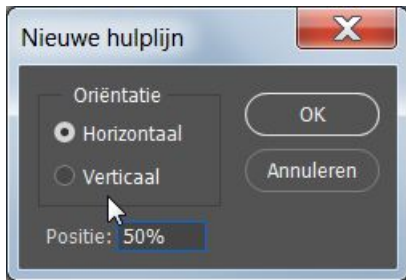 Nieuwe hulplijn
Oriëntatie
Horizontaal
Verticaal
Positie: 50%
OK
Annuleren